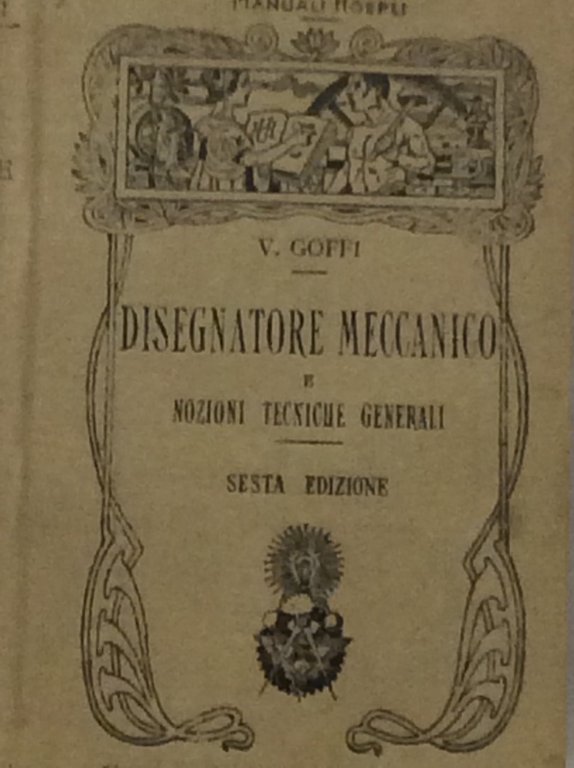 MANUALI HOEPLI
V. GOFFI
DISEGNATORE MECCANICO
E
NOZIONI TECNICHE GENERALI
SESTA EDIZIONE